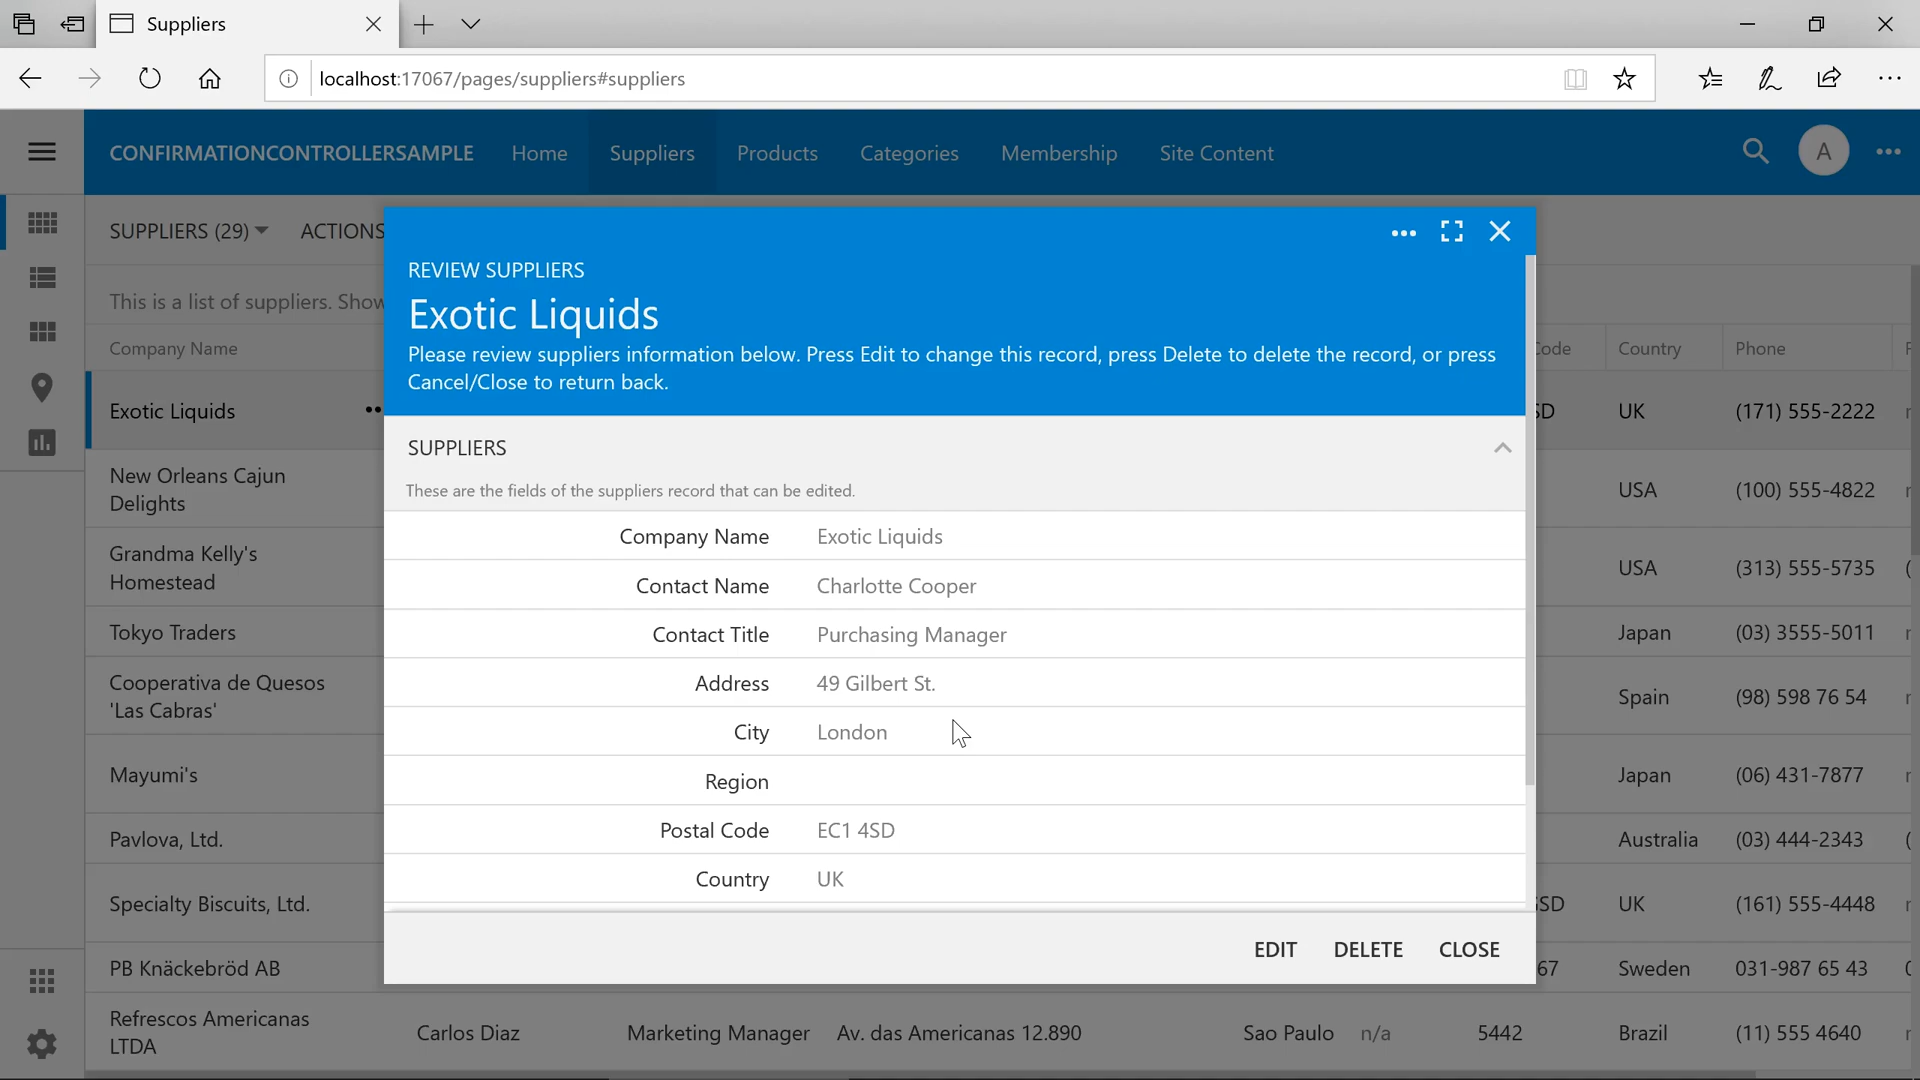 Suppliers
localhost:17067/pages/suppliers#suppliers
CONFIRMATIONCONTROLLERSAMPLE Home Suppliers Products Categories Membership Site Content A
SUPPLIERS (29) ACTIONS
This is a list of suppliers. Show
Company Name Country Phone
Exotic Liquids UK (171) 555-2222
New Orleans Cajun
Delights
USA (100) 555-4822
Grandma Kelly's
Homestead
USA (313) 555-5735
Tokyo Traders Japan (03) 3555-5011
Cooperativa de Quesos
'Las Cabras'
Spain (98) 598 76 54
Mayumi's Japan (06) 431-7877
Pavlova, Ltd. Australia (03) 444-2343
Specialty Biscuits, Ltd. UK (161) 555-4448
PB Knäckebröd AB 67 Sweden 031-987 65 43
Refrescos Americanas
LTDA
Carlos Diaz Marketing Manager Av. das Americanas 12.890 Sao Paulo n/a 5442 Brazil (11) 555 4640
REVIEW SUPPLIERS
Exotic Liquids
Please review suppliers information below. Press Edit to change this record, press Delete to delete the record, or press
Cancel/Close to return back.
SUPPLIERS
These are the fields of the suppliers record that can be edited.
Company Name Exotic Liquids
Contact Name Charlotte Cooper
Contact Title Purchasing Manager
Address 49 Gilbert St.
City London
Region
Postal Code EC1 4SD
Country UK
EDIT DELETE CLOSE